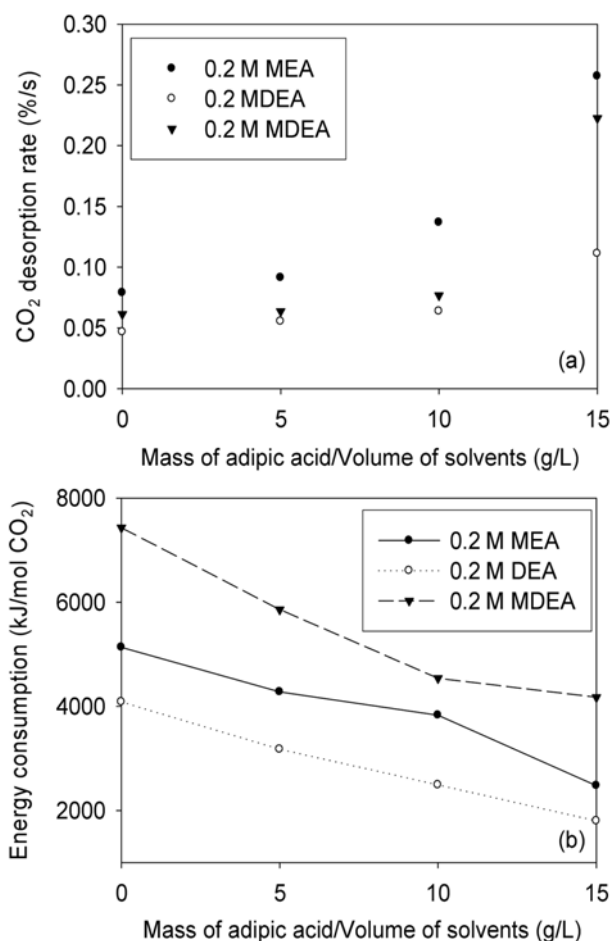 0.30
0.25
0.20
0.15
0.10
0.05
0.00
CO₂ desorption rate (%/s)
0.2 M MEA
0.2 MDEA
0.2 M MDEA
(a)
0 5 10 15
Mass of adipic acid/Volume of solvents (g/L)
8000
6000
4000
2000
Energy consumption (kJ/mol CO₂)
0.2 M MEA
0.2 M DEA
0.2 M MDEA
(b)
0 5 10 15
Mass of adipic acid/Volume of solvents (g/L)